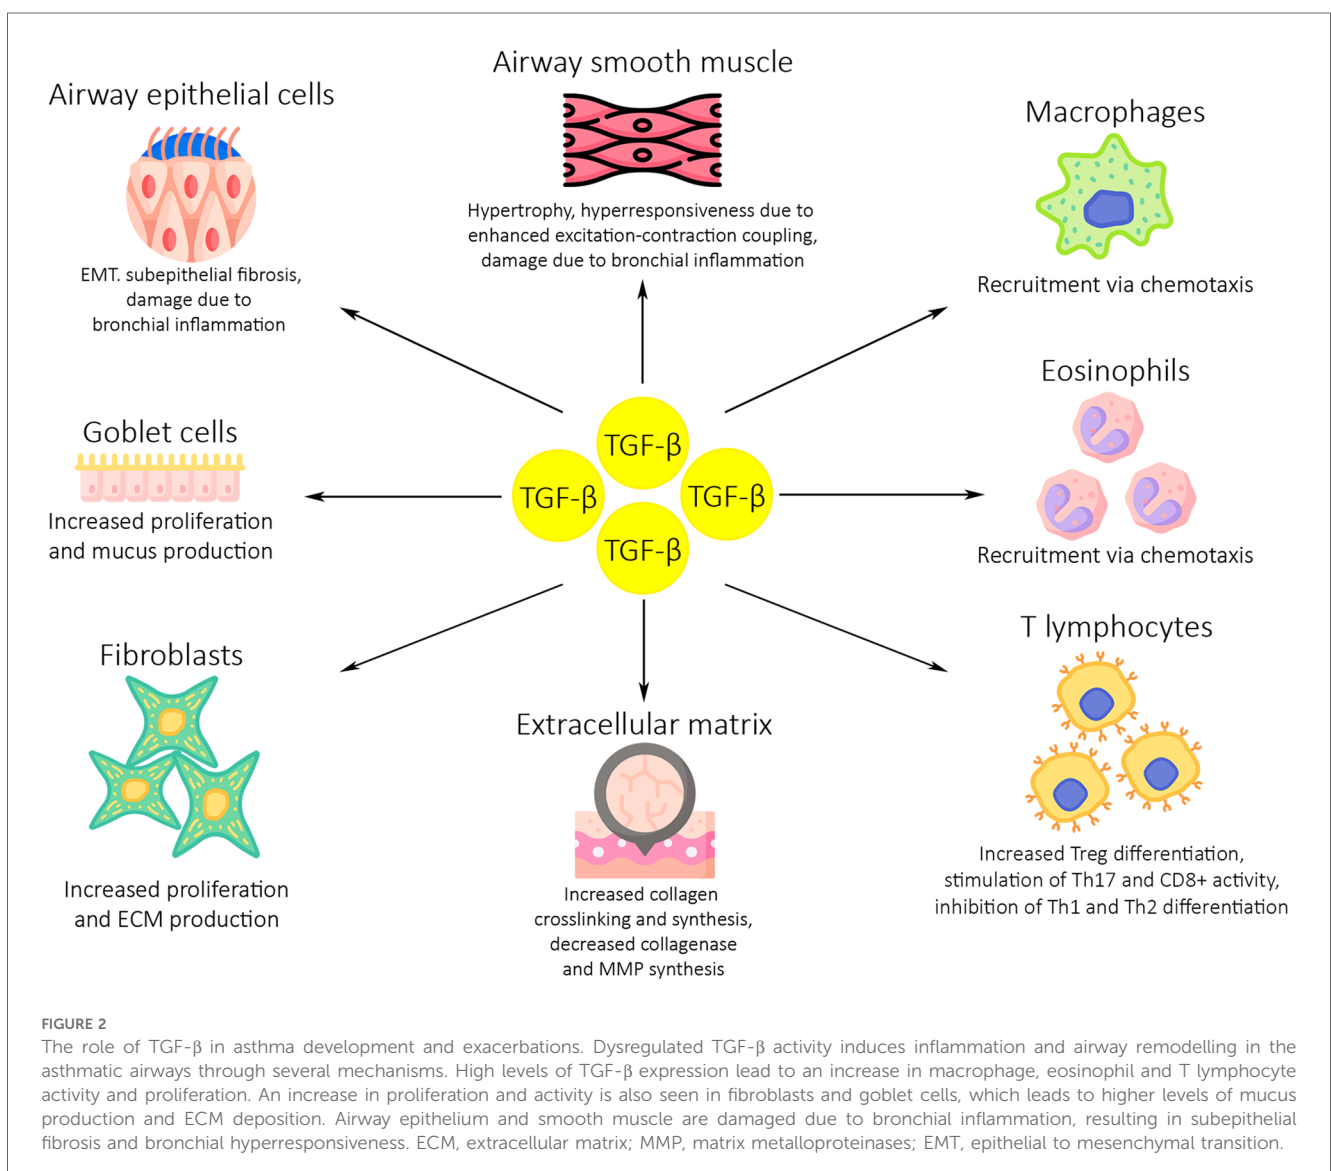 Airway epithelial cells
EMT. subepithelial fibrosis,
damage due to
bronchial inflammation
Airway smooth muscle
Hypertrophy, hyperresponsiveness due to
enhanced excitation-contraction coupling,
damage due to bronchial inflammation
Macrophages
Recruitment via chemotaxis
Goblet cells
Increased proliferation
and mucus production
TGF-β
TGF-β
TGF-β
TGF-β
Eosinophils
Recruitment via chemotaxis
Fibroblasts
Increased proliferation
and ECM production
Extracellular matrix
Increased collagen
crosslinking and synthesis,
decreased collagenase
and MMP synthesis
T lymphocytes
Increased Treg differentiation,
stimulation of Th17 and CD8+ activity,
inhibition of Th1 and Th2 differentiation
FIGURE 2
The role of TGF-β in asthma development and exacerbations. Dysregulated TGF-β activity induces inflammation and airway remodelling in the
asthmatic airways through several mechanisms. High levels of TGF-β expression lead to an increase in macrophage, eosinophil and T lymphocyte
activity and proliferation. An increase in proliferation and activity is also seen in fibroblasts and goblet cells, which leads to higher levels of mucus
production and ECM deposition. Airway epithelium and smooth muscle are damaged due to bronchial inflammation, resulting in subepithelial
fibrosis and bronchial hyperresponsiveness. ECM, extracellular matrix; MMP, matrix metalloproteinases; EMT, epithelial to mesenchymal transition.